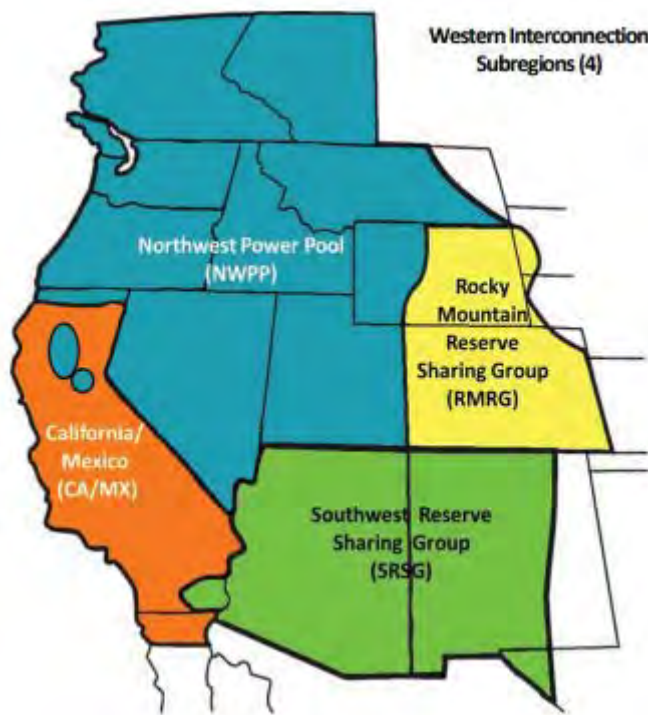 Western Interconnection
Subregions (4)
Northwest Power Pool
(NWPP)
Rocky
Mountain
Reserve
Sharing Group
(RMRG)
California/
Mexico
(CA/MX)
Southwest Reserve
Sharing Group
(SRSG)